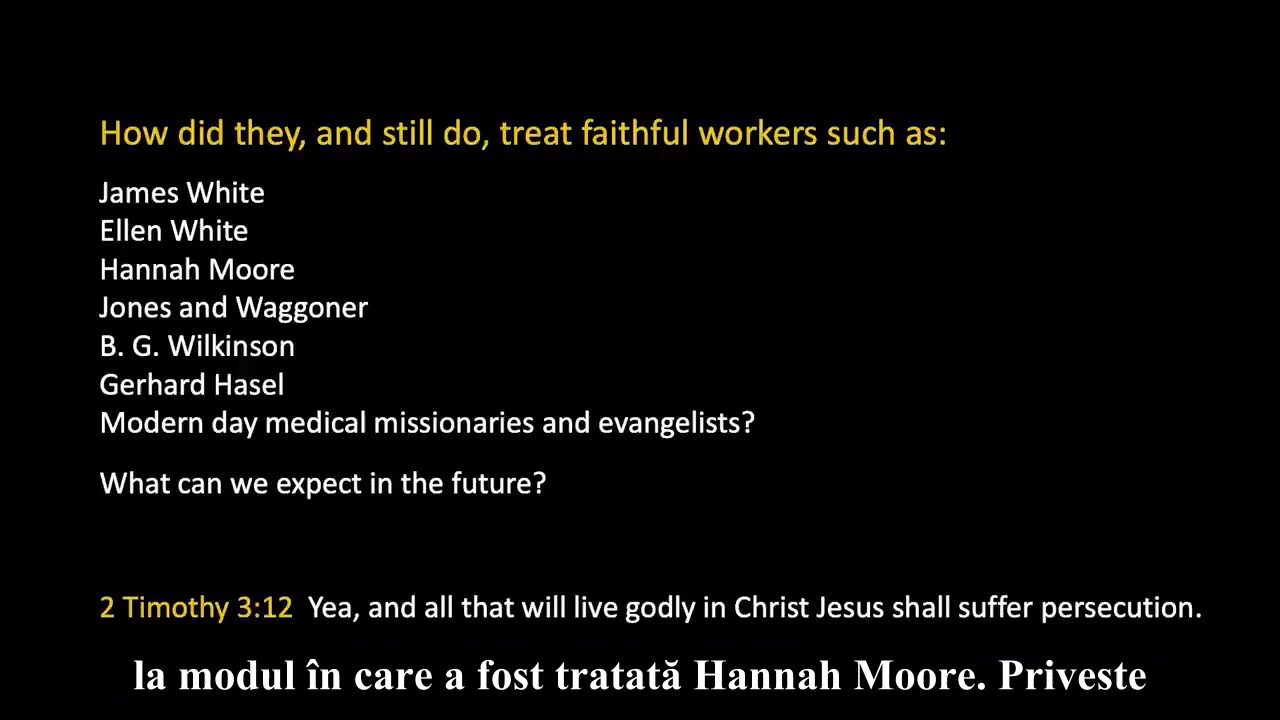 How did they, and still do, treat faithful workers such as:
James White
Ellen White
Hannah Moore
Jones and Waggoner
B. G. Wilkinson
Gerhard Hasel
Modern day medical missionaries and evangelists?
What can we expect in the future?
2 Timothy 3:12 Yea, and all that will live godly in Christ Jesus shall suffer persecution.
la modul în care a fost tratată Hannah Moore. Priveste